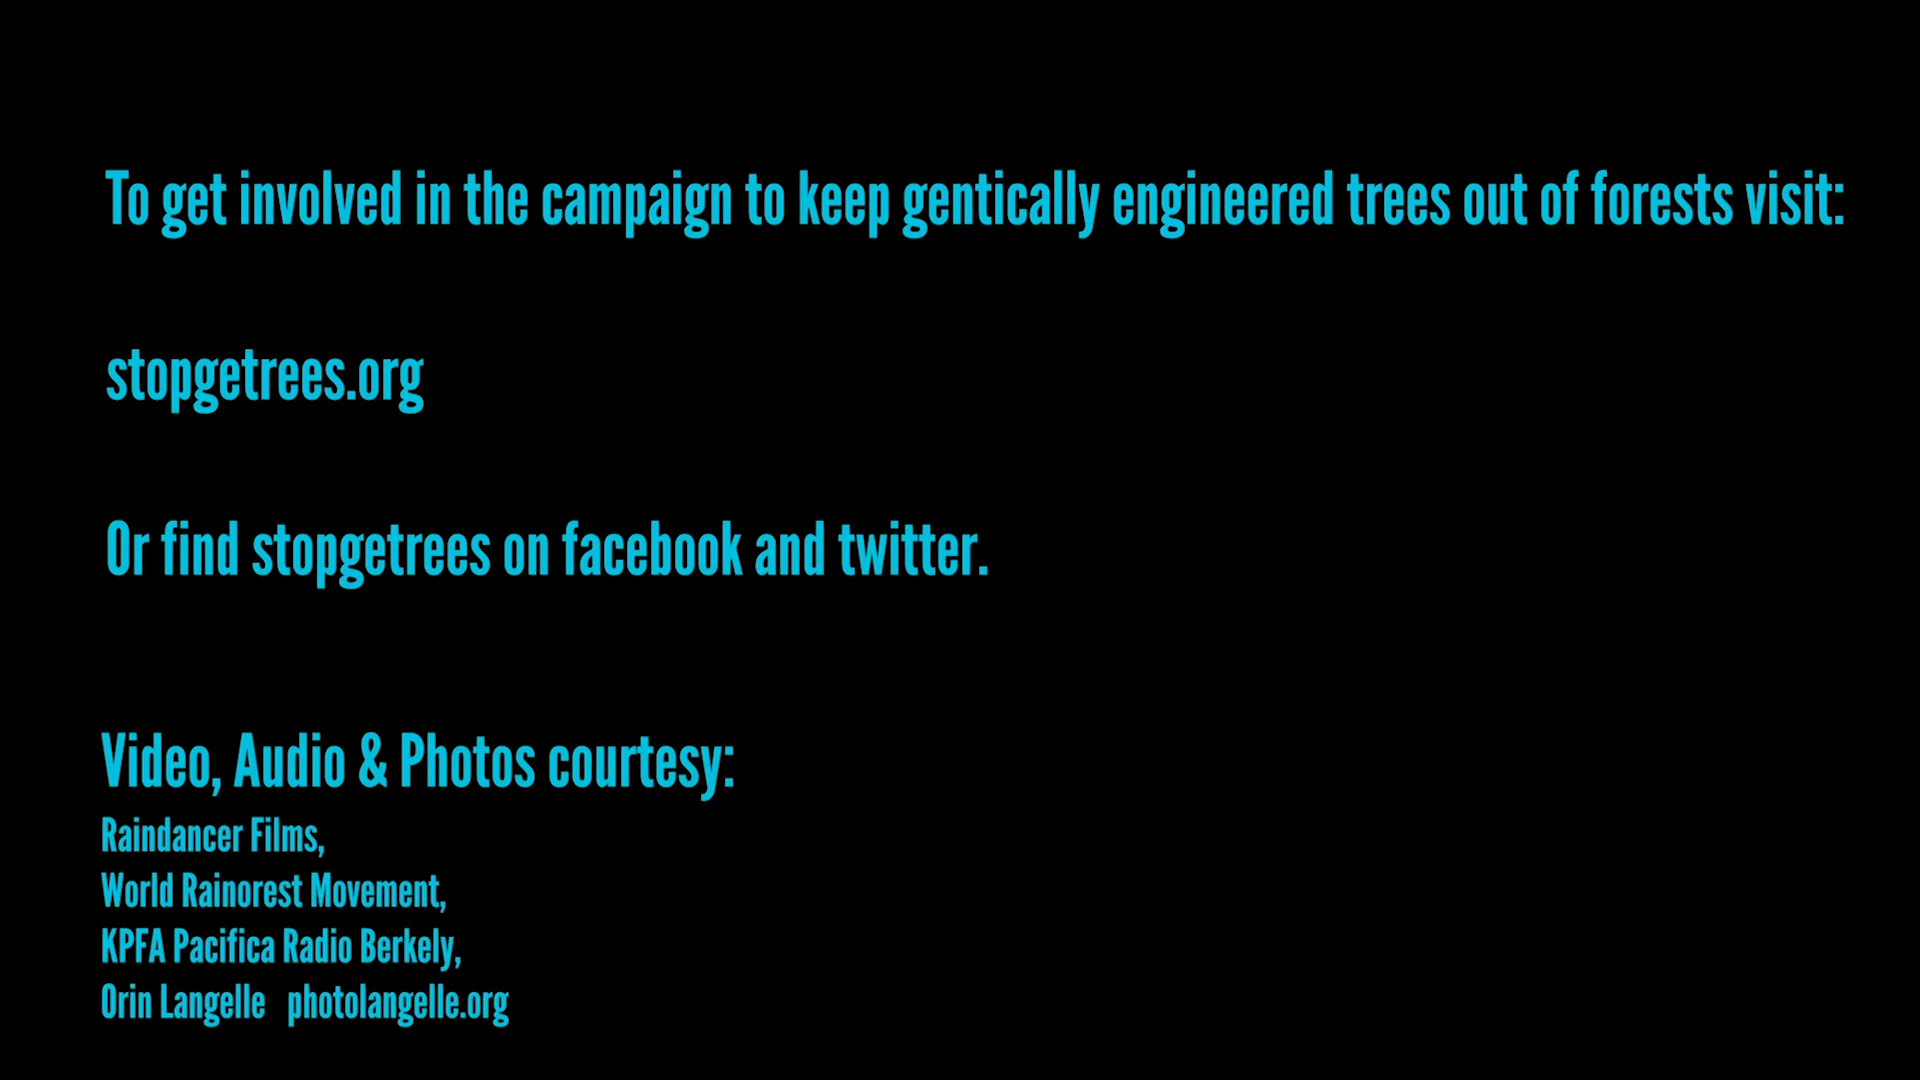 To get involved in the campaign to keep gentically engineered trees out of forests visit:
stopgetrees.org
Or find stopgetrees on facebook and twitter.
Video, Audio & Photos courtesy:
Raindancer Films,
World Rainorest Movement,
KPFA Pacifica Radio Berkely,
Orin Langelle photolangelle.org